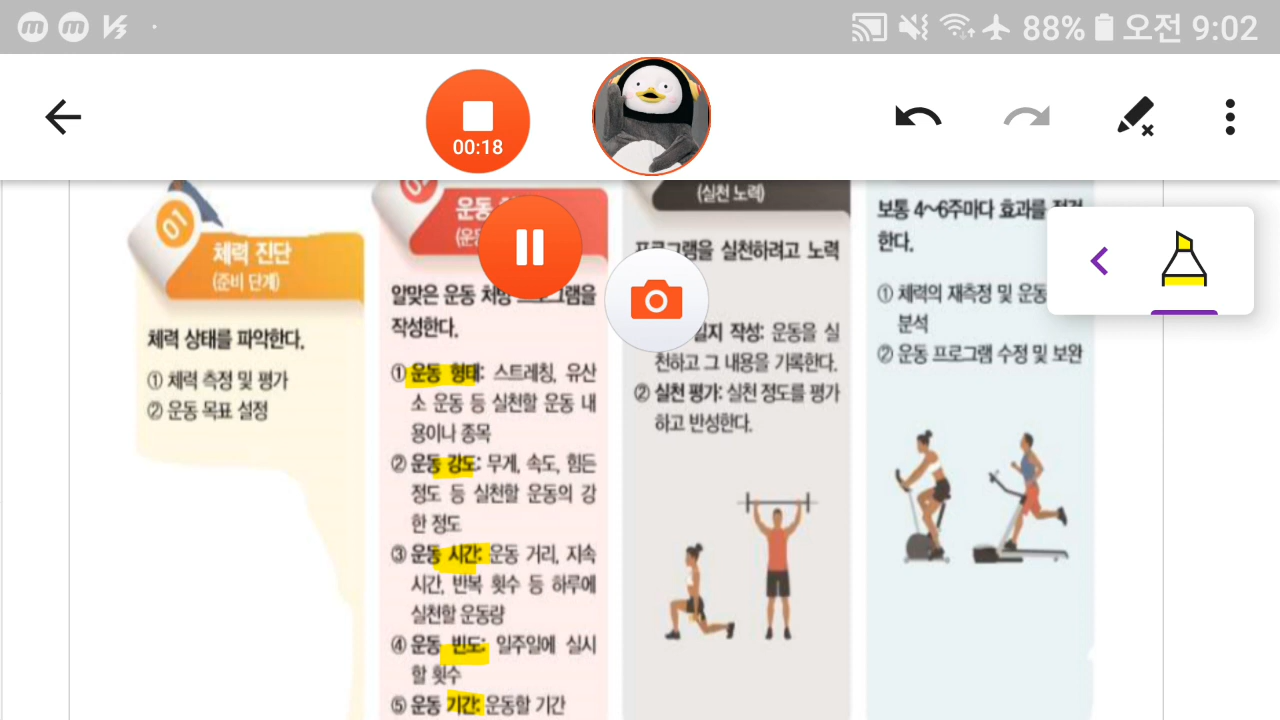 88% 오전 9:02
00:18
01
체력 진단
(준비 단계)
체력 상태를 파악한다.
① 체력 측정 및 평가
② 운동 목표 설정
운동
알맞은 운동 처방 프로그램을
작성한다.
① 운동 형태: 스트레칭, 유산
소 운동 등 실천할 운동 내
용이나 종목
② 운동 강도: 무게, 속도, 힘든
정도 등 실천할 운동의 강
한 정도
③ 운동 시간: 운동 거리, 지속
시간, 반복 횟수 등 하루에
실천할 운동량
④ 운동 빈도: 일주일에 실시
할 횟수
⑤ 운동 기간: 운동할 기간
(실천 노력)
프로그램을 실천하려고 노력
일지 작성: 운동을 실
천하고 그 내용을 기록한다.
② 실천 평가: 실천 정도를 평가
하고 반성한다.
보통 4~6주마다 효과를 점검
한다.
① 체력의 재측정 및 운동
분석
② 운동 프로그램 수정 및 보완